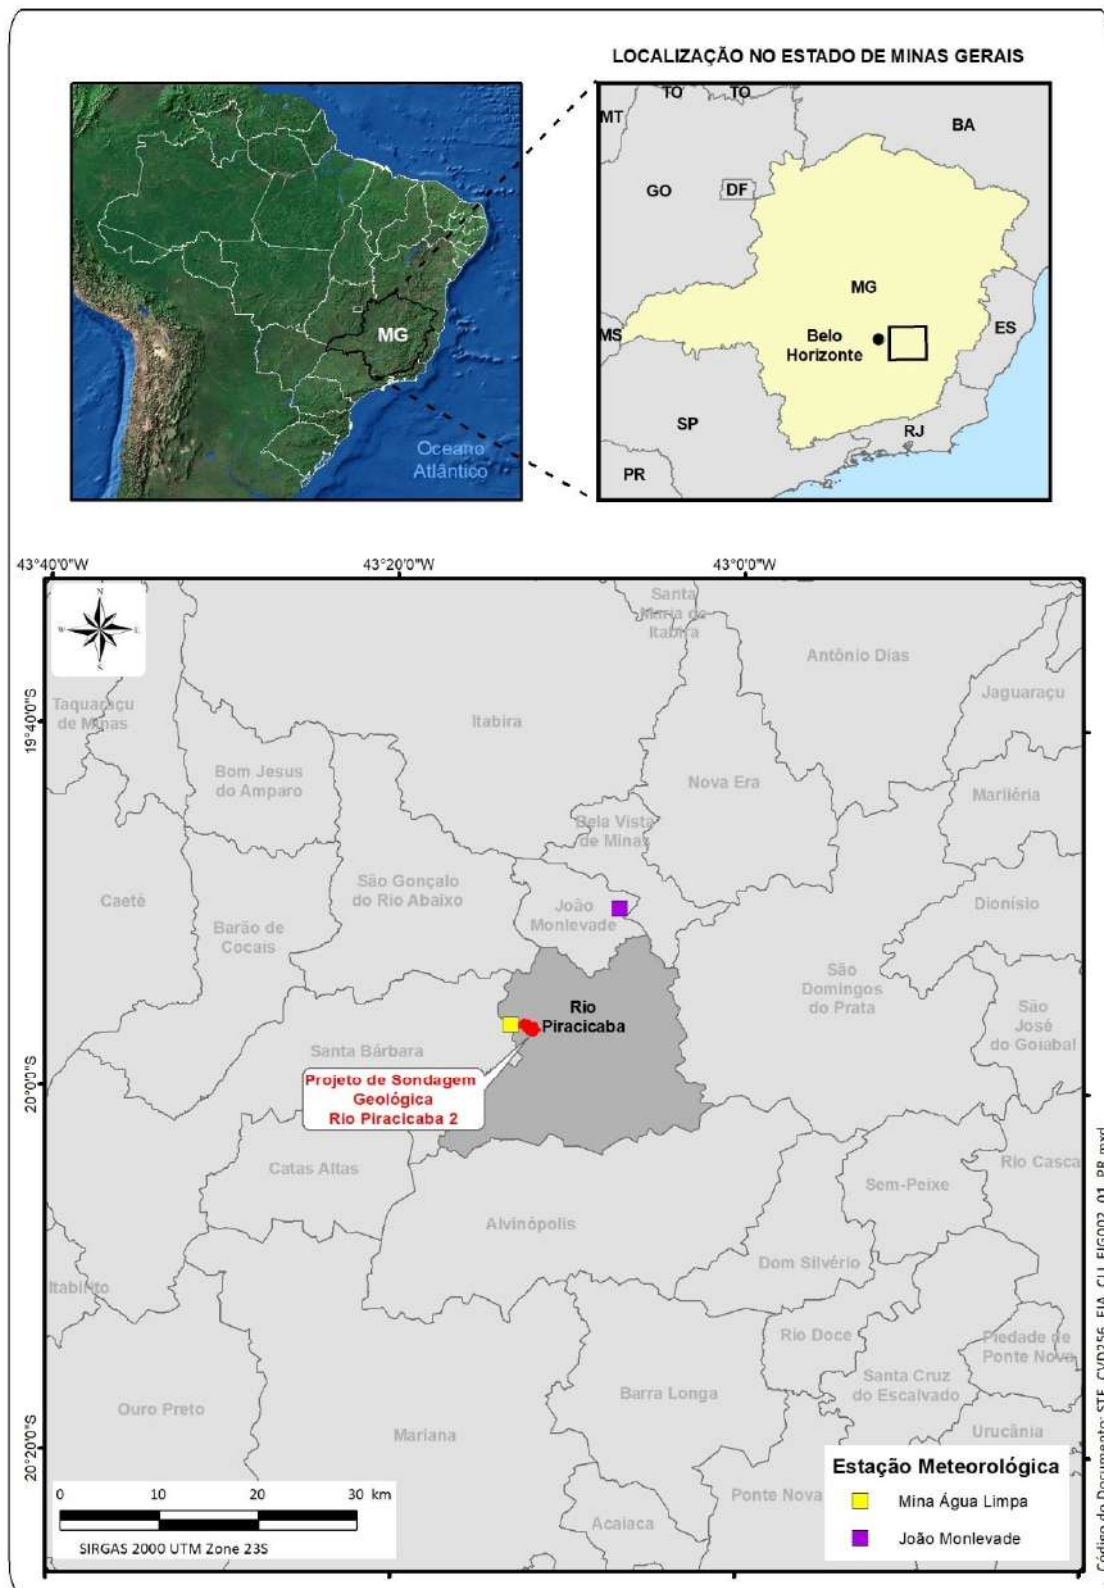 LOCALIZAÇÃO NO ESTADO DE MINAS GERAIS
MG
Oceano
Atlântico
TO
TO
MT
BA
GO
DF
MG
MS
Belo
Horizonte
ES
SP
RJ
PR
43°40'0"W
43°20'0"W
43°0'0"W
N
W
E
S
19°40'0"S
20°0'0"S
20°20'0"S
Santa
Maria de
Itabira
Antônio Dias
Jaguaraçu
Taquaraçu
de Minas
Itabira
Bom Jesus
do Amparo
Nova Era
Marliéria
Bela Vista
de Minas
Caeté
São Gonçalo
do Rio Abaixo
João
Monlevade
Dionísio
Barão de
Cocais
São
Domingos
do Prata
São
José
do Goiabal
Rio
Piracicaba
Santa Bárbara
Projeto de Sondagem
Geológica
Rio Piracicaba 2
Catas Altas
Rio Casca
Sem-Peixe
Alvinópolis
Dom Silvério
Itabirito
Rio Doce
Piedade de
Ponte Nova
Santa Cruz
do Escalvado
Barra Longa
Ouro Preto
Mariana
Urucânia
Ponte Nova
Acaiaca
Estação Meteorológica
Mina Água Limpa
João Monlevade
0 10 20 30 km
SIRGAS 2000 UTM Zone 23S
Código do Documento: